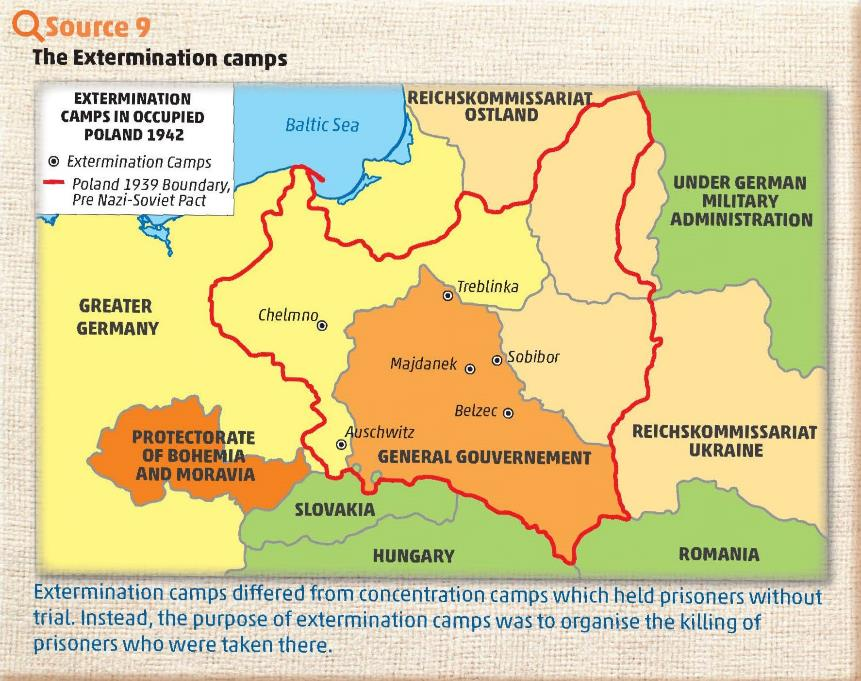 Source 9
The Extermination camps
EXTERMINATION
CAMPS IN OCCUPIED
POLAND 1942
Extermination Camps
Poland 1939 Boundary,
Pre Nazi-Soviet Pact
Baltic Sea
REICHSKOMMISSARIAT
OSTLAND
UNDER GERMAN
MILITARY
ADMINISTRATION
GREATER
GERMANY
Treblinka
Chelmno
Majdanek
Sobibor
Belzec
Auschwitz
PROTECTORATE
OF BOHEMIA
AND MORAVIA
GENERAL GOUVERNEMENT
REICHSKOMMISSARIAT
UKRAINE
SLOVAKIA
HUNGARY
ROMANIA
Extermination camps differed from concentration camps which held prisoners without
trial. Instead, the purpose of extermination camps was to organise the killing of
prisoners who were taken there.